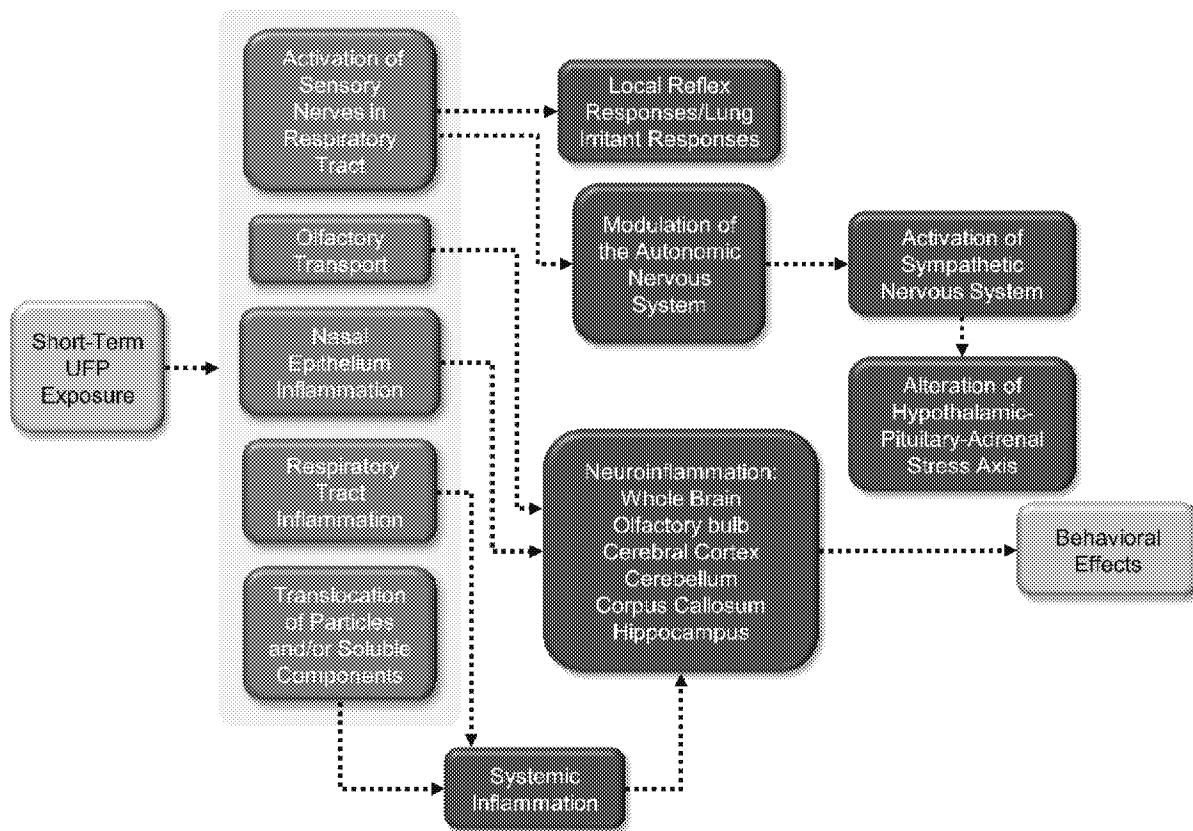 Short-Term
UFP
Exposure
Activation of
Sensory
Nerves in
Respiratory
Tract
Olfactory
Transport
Nasal
Epithelium
Inflammation
Respiratory
Tract
Inflammation
Translocation
of Particles
and/or Soluble
Components
Local Reflex
Responses/Lung
Irritant Responses
Modulation of
the Autonomic
Nervous
System
Activation of
Sympathetic
Nervous System
Alteration of
Hypothalamic-
Pituitary-Adrenal
Stress Axis
Neuroinflammation:
Whole Brain
Olfactory bulb
Cerebral Cortex
Cerebellum
Corpus Callosum
Hippocampus
Systemic
Inflammation
Behavioral
Effects